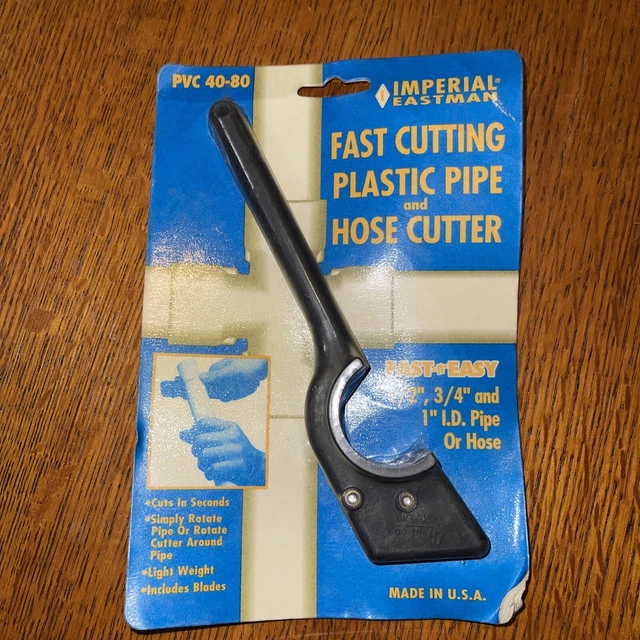 PVC 40-80
IMPERIAL®
EASTMAN
FAST CUTTING
PLASTIC PIPE
and
HOSE CUTTER
EASY
3/4" and
1" I.D. Pipe
Or Hose
•Cuts In Seconds
•Simply Rotate
Pipe Or Rotate
Cutter Around
Pipe
•Light Weight
•Includes Blades
MADE IN U.S.A.